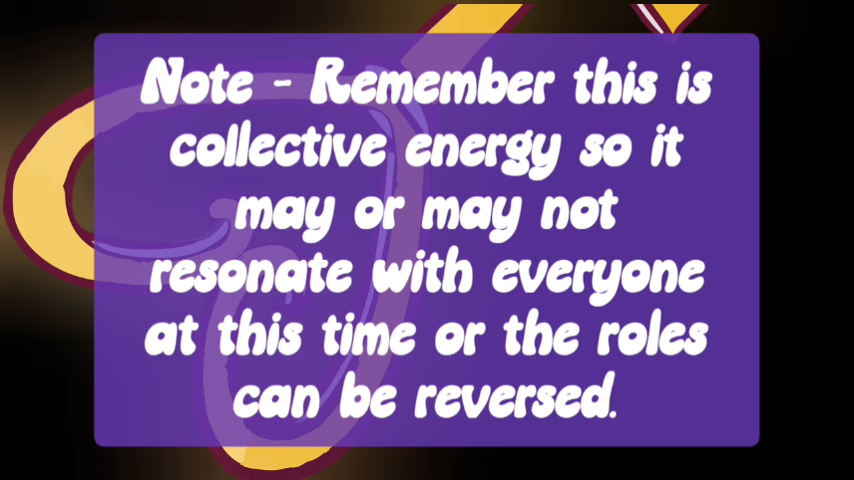 Note - Remember this is
collective energy so it
may or may not
resonate with everyone
at this time or the roles
can be reversed.